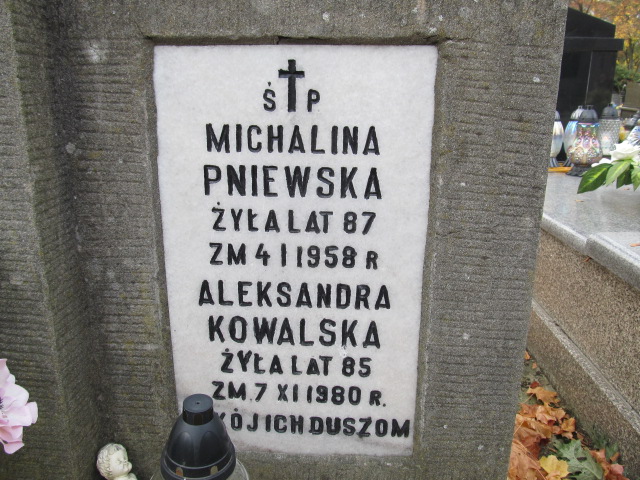 Ś P
MICHALINA
PNIEWSKA
ŻYŁA LAT 87
ZM 4 I 1958 R
ALEKSANDRA
KOWALSKA
ŻYŁA LAT 85
ZM. 7 XI 1980 R.
ICH DUSZOM